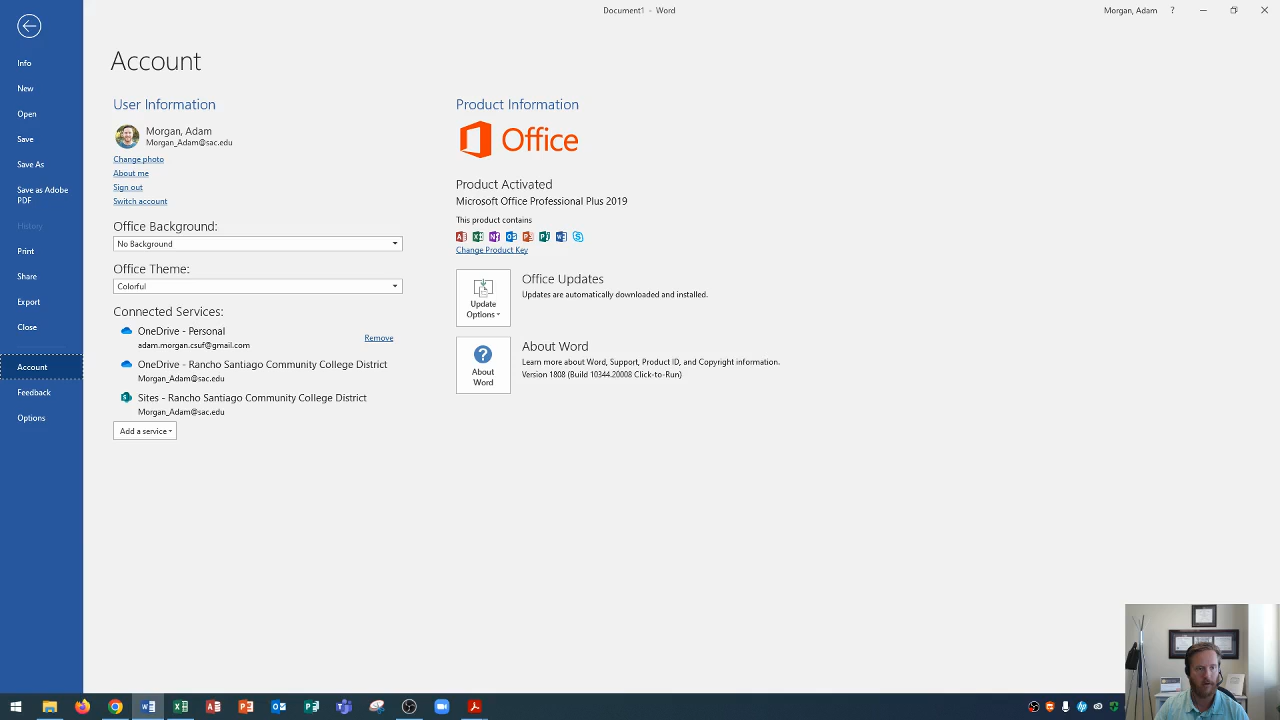 Document1 - Word
Morgan, Adam
?
Info
New
Open
Save
Save As
Save as Adobe
PDF
History
Print
Share
Export
Close
Account
Feedback
Options
Account
User Information
Morgan, Adam
Morgan_Adam@sac.edu
Change photo
About me
Sign out
Switch account
Office Background:
No Background
Office Theme:
Colorful
Connected Services:
OneDrive - Personal
adam.morgan.csuf@gmail.com
Remove
OneDrive - Rancho Santiago Community College District
Morgan_Adam@sac.edu
Sites - Rancho Santiago Community College District
Morgan_Adam@sac.edu
Add a service
Product Information
Office
Product Activated
Microsoft Office Professional Plus 2019
This product contains
Change Product Key
Update
Options
Office Updates
Updates are automatically downloaded and installed.
?
About
Word
About Word
Learn more about Word, Support, Product ID, and Copyright information.
Version 1808 (Build 10344.20008 Click-to-Run)